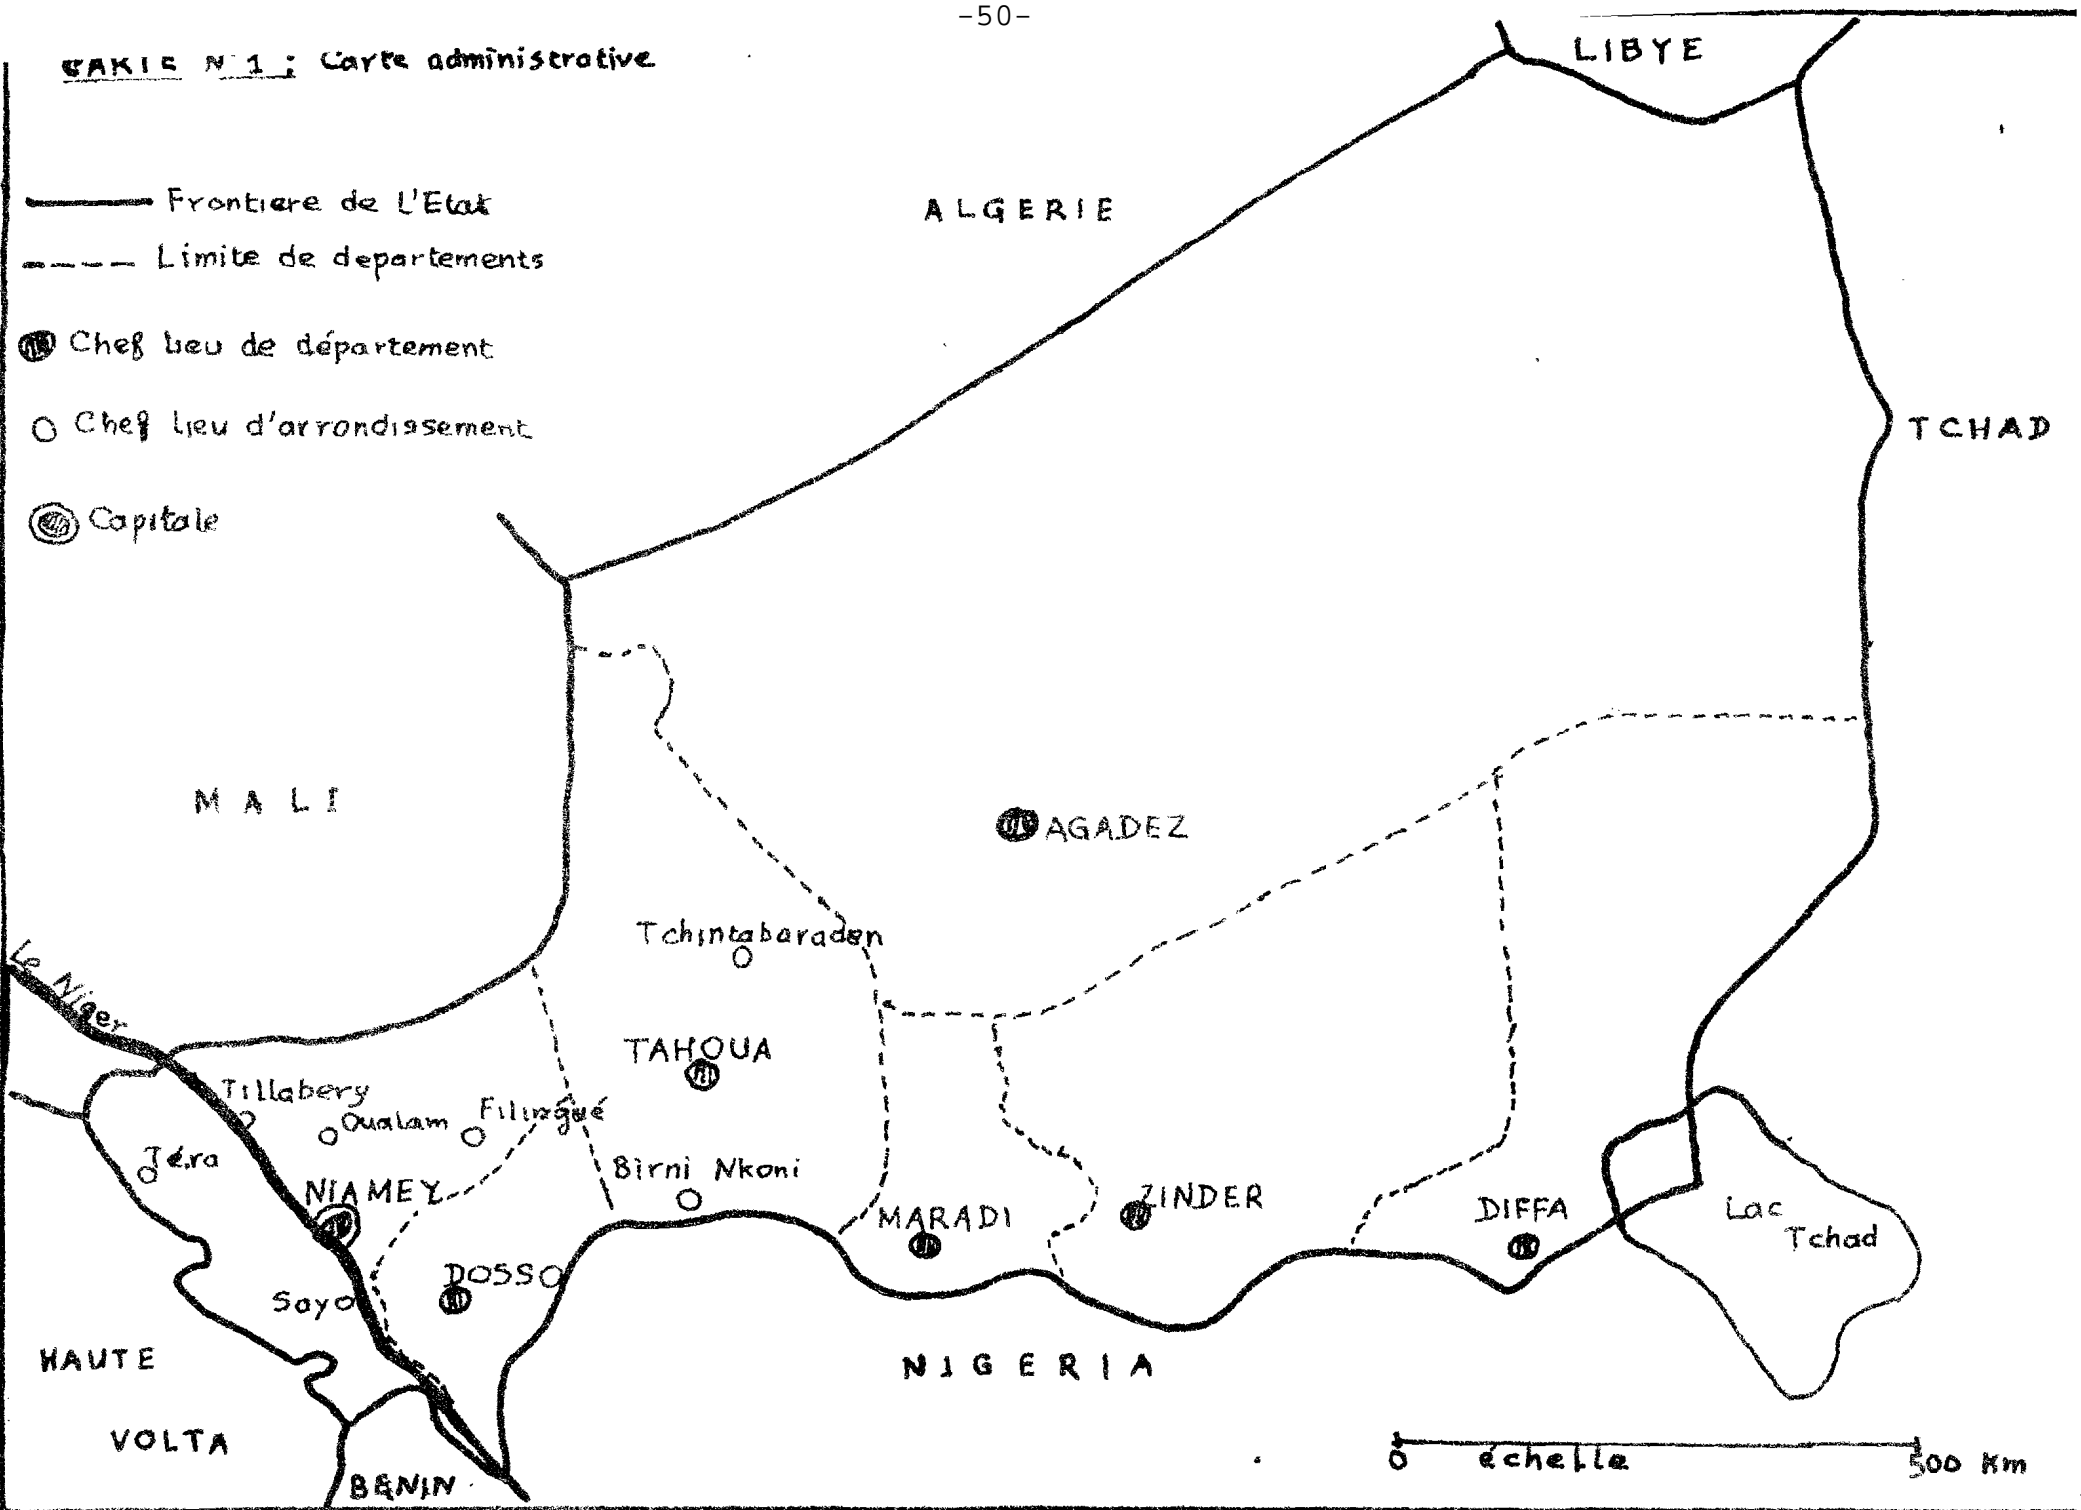 -50-
CARTE N°1 : Carte administrative
LIBYE
Frontiere de L'Etat
ALGERIE
Limite de departements
Chef lieu de département
Chef lieu d'arrondissement
TCHAD
Capitale
MALI
AGADEZ
Tchintabaraden
Le Niger
TAHOUA
Tillabery
Oualam
Filingué
Téra
Birni Nkoni
NIAMEY
MARADI
ZINDER
DIFFA
Lac
Tchad
DOSSO
Say
HAUTE
VOLTA
NIGERIA
BENIN
0 échelle 500 Km